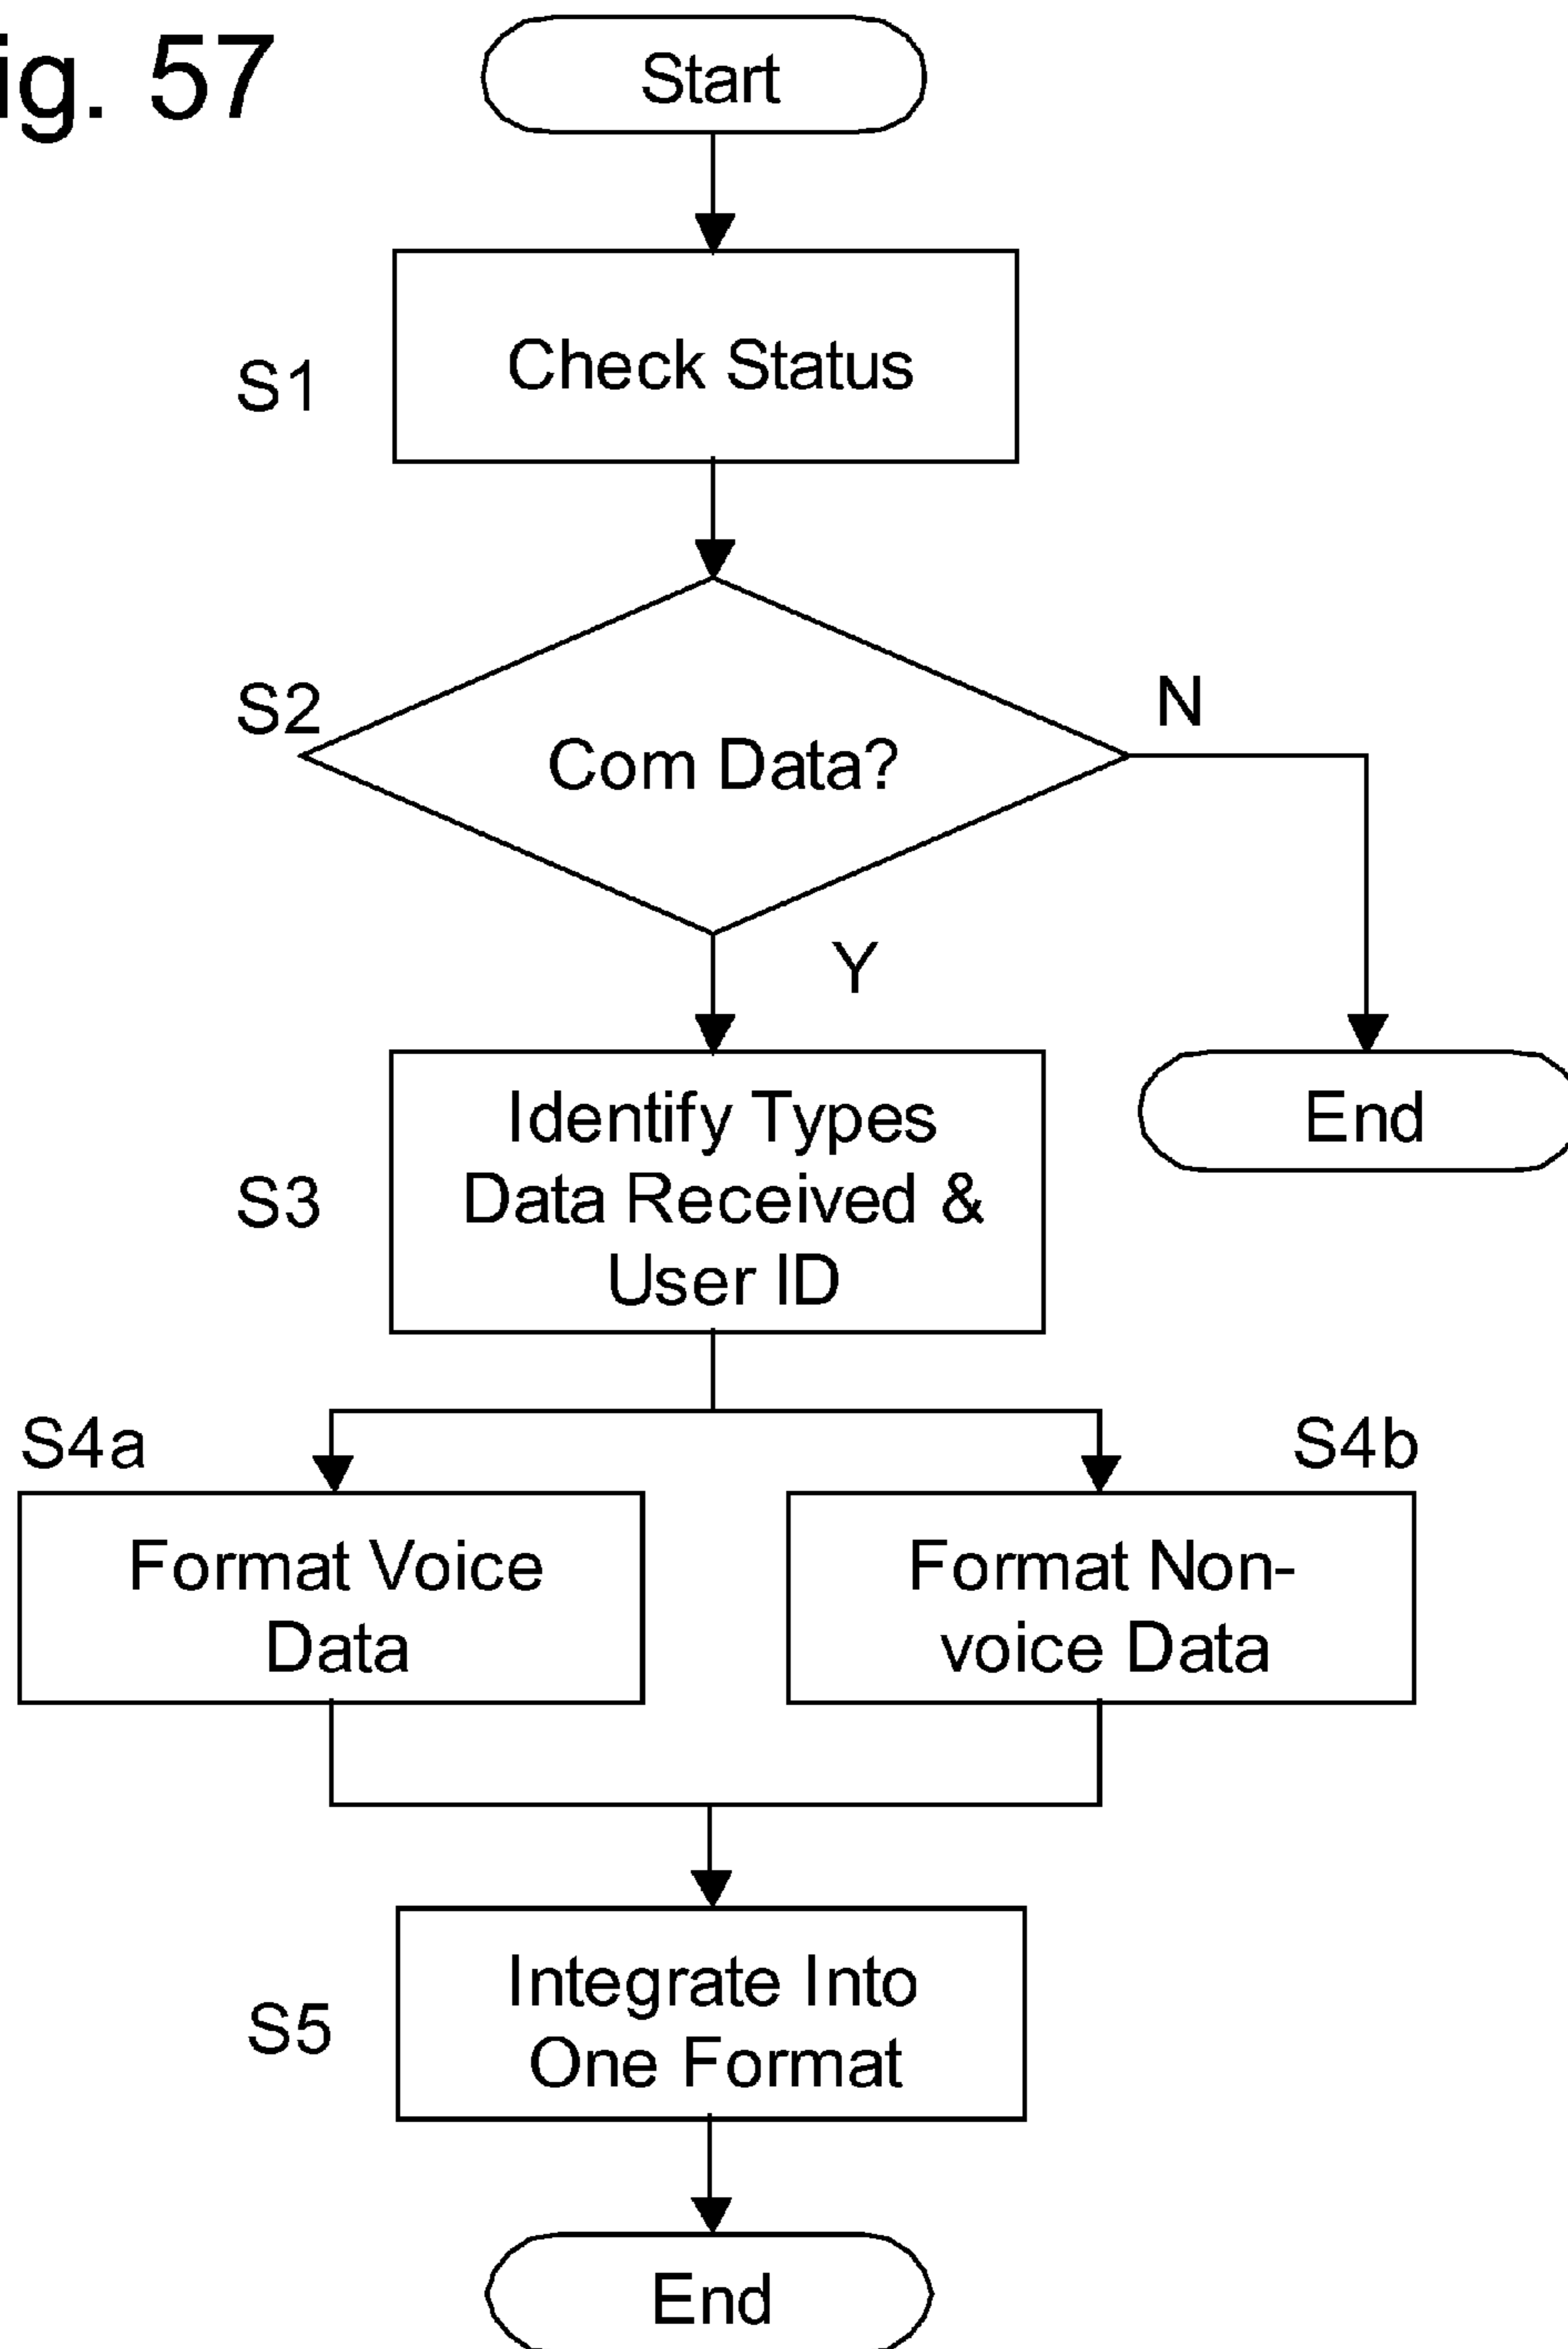 ig. 57
Start
S1
Check Status
S2
Com Data?
N
Y
S3
Identify Types
Data Received &
User ID
End
S4a
S4b
Format Voice
Data
Format Non-
voice Data
S5
Integrate Into
One Format
End